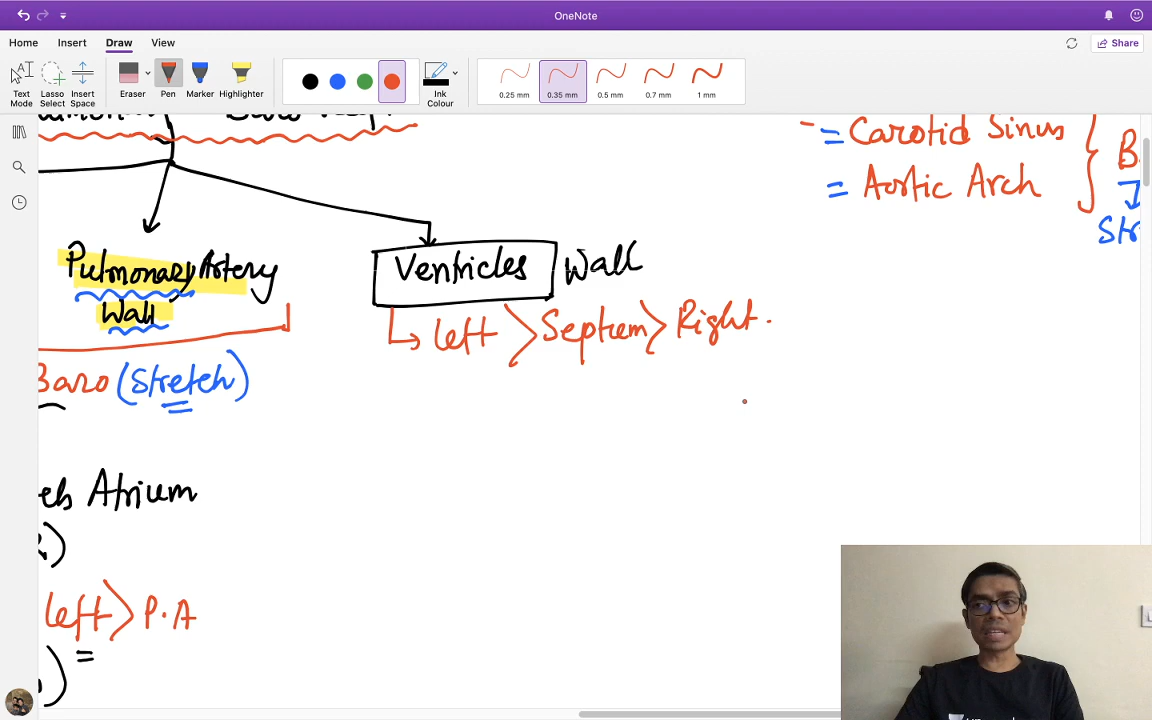 OneNote
Home Insert Draw View
Share
Text Mode
Lasso Select
Insert Space
Eraser
Pen
Marker
Highlighter
Ink Colour
0.25 mm
0.35 mm
0.5 mm
0.7 mm
1 mm
= Carotid Sinus
= Aortic Arch
Pulmonary Artery
Wall
Ventricles Wall
↳ left > Septum > Right.
Baro (Stretch)
Atrium
left > P.A
=